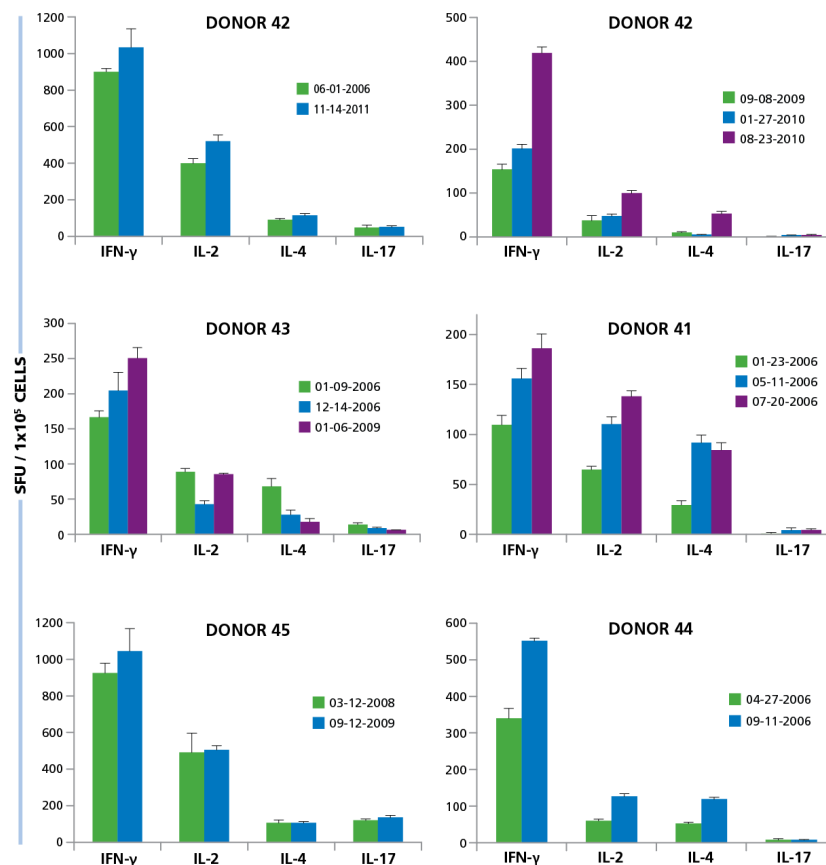 SFU / 1x10⁵ CELLS
DONOR 42
1200
1000
800
600
400
200
0
06-01-2006
11-14-2011
IFN-γ
IL-2
IL-4
IL-17
DONOR 42
500
400
300
200
100
0
09-08-2009
01-27-2010
08-23-2010
IFN-γ
IL-2
IL-4
IL-17
DONOR 43
300
250
200
150
100
50
0
01-09-2006
12-14-2006
01-06-2009
IFN-γ
IL-2
IL-4
IL-17
DONOR 41
200
150
100
50
0
01-23-2006
05-11-2006
07-20-2006
IFN-γ
IL-2
IL-4
IL-17
DONOR 45
1200
1000
800
600
400
200
0
03-12-2008
09-12-2009
IFN-γ
IL-2
IL-4
IL-17
DONOR 44
600
500
400
300
200
100
0
04-27-2006
09-11-2006
IFN-γ
IL-2
IL-4
IL-17